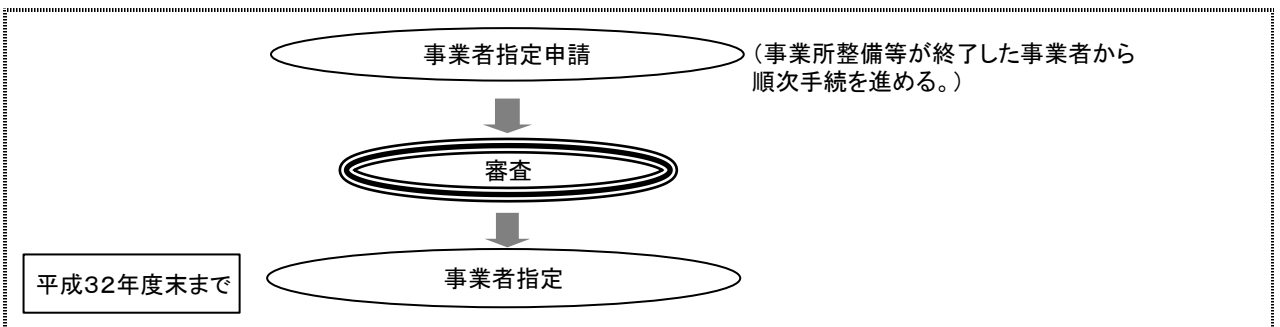 事業者指定申請
（事業所整備等が終了した事業者から
順次手続を進める。）
審査
平成３２年度末まで
事業者指定